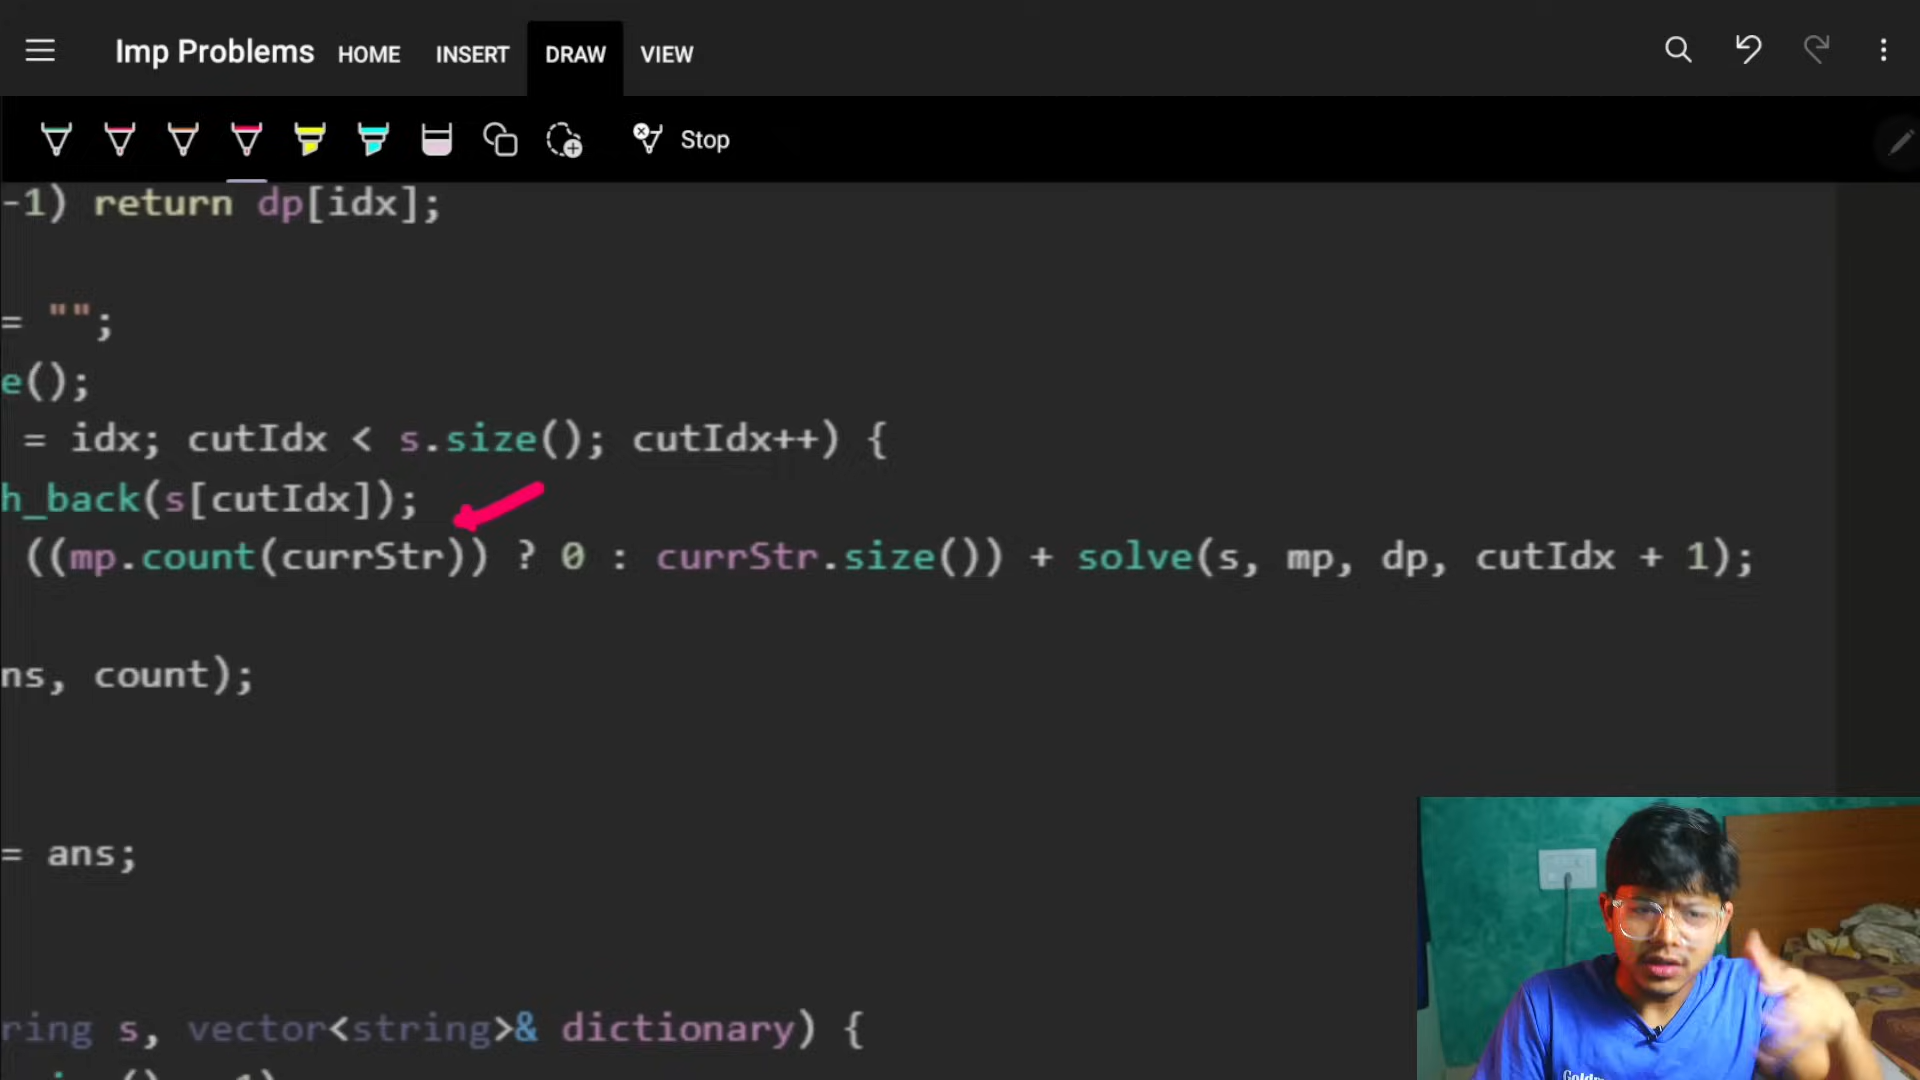 Imp Problems HOME INSERT DRAW VIEW
Stop
-1) return dp[idx];
= "";
e();
= idx; cutIdx < s.size(); cutIdx++) {
h_back(s[cutIdx]);
((mp.count(currStr)) ? 0 : currStr.size()) + solve(s, mp, dp, cutIdx + 1);
ns, count);
= ans;
ring s, vector<string>& dictionary) {